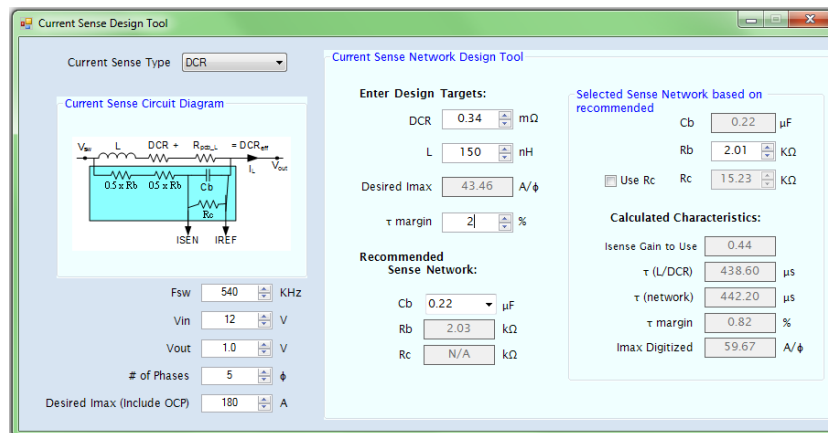 Current Sense Design Tool
Current Sense Type DCR
Current Sense Circuit Diagram
Vsw L DCR + Rpcb_L = DCReff
IL Vout
0.5 x Rb 0.5 x Rb Cb
Rc
ISEN IREF
Fsw 540 KHz
Vin 12 V
Vout 1.0 V
# of Phases 5 ϕ
Desired Imax (Include OCP) 180 A
Current Sense Network Design Tool
Enter Design Targets:
DCR 0.34 mΩ
L 150 nH
Desired Imax 43.46 A/ϕ
τ margin 2 %
Recommended
Sense Network:
Cb 0.22 μF
Rb 2.03 kΩ
Rc N/A kΩ
Selected Sense Network based on
recommended
Cb 0.22 μF
Rb 2.01 KΩ
Use Rc Rc 15.23 KΩ
Calculated Characteristics:
Isense Gain to Use 0.44
τ (L/DCR) 438.60 μs
τ (network) 442.20 μs
τ margin 0.82 %
Imax Digitized 59.67 A/ϕ